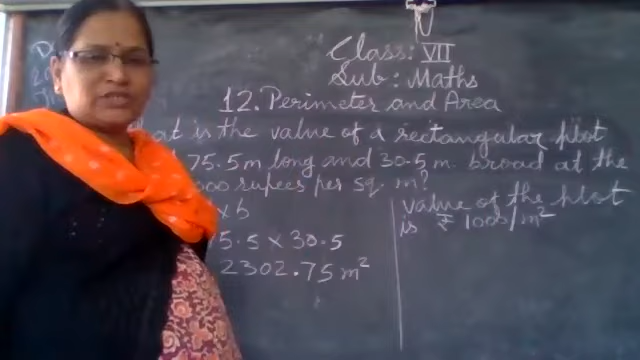 Class: VII
Sub: Maths
12. Perimeter and Area
at is the value of a rectangular plot
75.5m long and 30.5 m. broad at the
000 rupees per sq. m?
x b
5.5 x 30.5
2302.75 m²
value of the plot
is ₹ 1000/m²